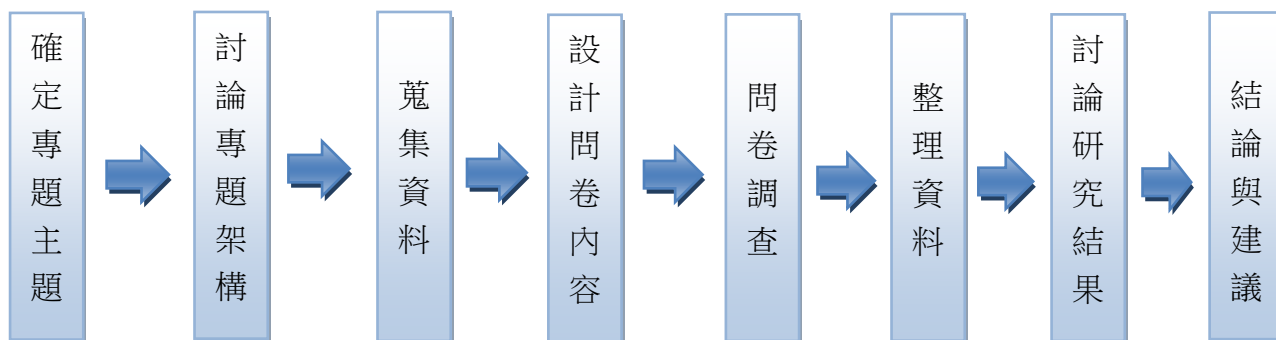 確定專題主題
討論專題架構
蒐集資料
設計問卷內容
問卷調查
整理資料
討論研究結果
結論與建議